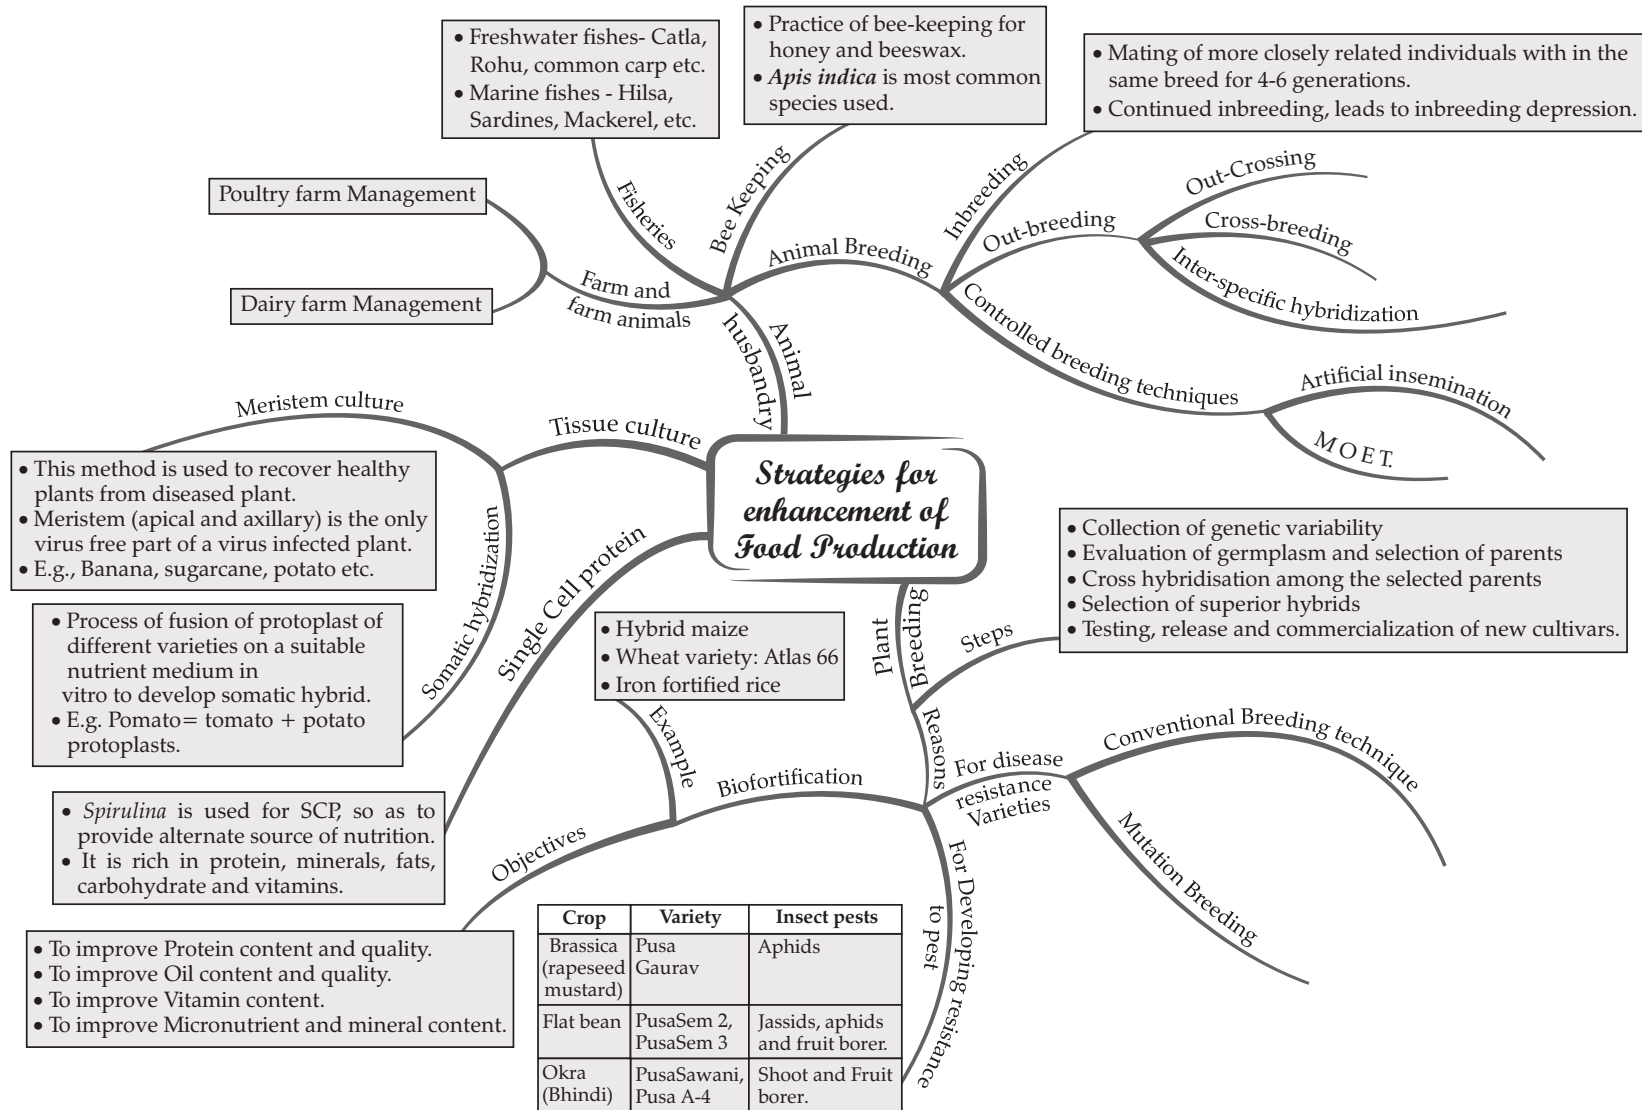 Strategies for
enhancement of
Food Production
Animal
husbandry
Farm and
farm animals
Poultry farm Management
Dairy farm Management
Fisheries
• Freshwater fishes- Catla,
Rohu, common carp etc.
• Marine fishes - Hilsa,
Sardines, Mackerel, etc.
Bee Keeping
• Practice of bee-keeping for
honey and beeswax.
• Apis indica is most common
species used.
Animal Breeding
Inbreeding
• Mating of more closely related individuals with in the
same breed for 4-6 generations.
• Continued inbreeding, leads to inbreeding depression.
Out-breeding
Out-Crossing
Cross-breeding
Inter-specific hybridization
Controlled breeding techniques
Artificial insemination
M O E T.
Tissue culture
Meristem culture
• This method is used to recover healthy
plants from diseased plant.
• Meristem (apical and axillary) is the only
virus free part of a virus infected plant.
• E.g., Banana, sugarcane, potato etc.
Somatic hybridization
• Process of fusion of protoplast of
different varieties on a suitable
nutrient medium in
vitro to develop somatic hybrid.
• E.g. Pomato= tomato + potato
protoplasts.
Single Cell protein
• Spirulina is used for SCP, so as to
provide alternate source of nutrition.
• It is rich in protein, minerals, fats,
carbohydrate and vitamins.
Plant
Breeding
Steps
• Collection of genetic variability
• Evaluation of germplasm and selection of parents
• Cross hybridisation among the selected parents
• Selection of superior hybrids
• Testing, release and commercialization of new cultivars.
Reasons
For disease
resistance
Varieties
Conventional Breeding technique
Mutation Breeding
Biofortification
Example
• Hybrid maize
• Wheat variety: Atlas 66
• Iron fortified rice
Objectives
• To improve Protein content and quality.
• To improve Oil content and quality.
• To improve Vitamin content.
• To improve Micronutrient and mineral content.
For Developing resistance
to pest
Crop Variety Insect pests
Brassica Pusa Aphids
(rapeseed Gaurav
mustard)
Flat bean PusaSem 2, Jassids, aphids
PusaSem 3 and fruit borer.
Okra PusaSawani, Shoot and Fruit
(Bhindi) Pusa A-4 borer.